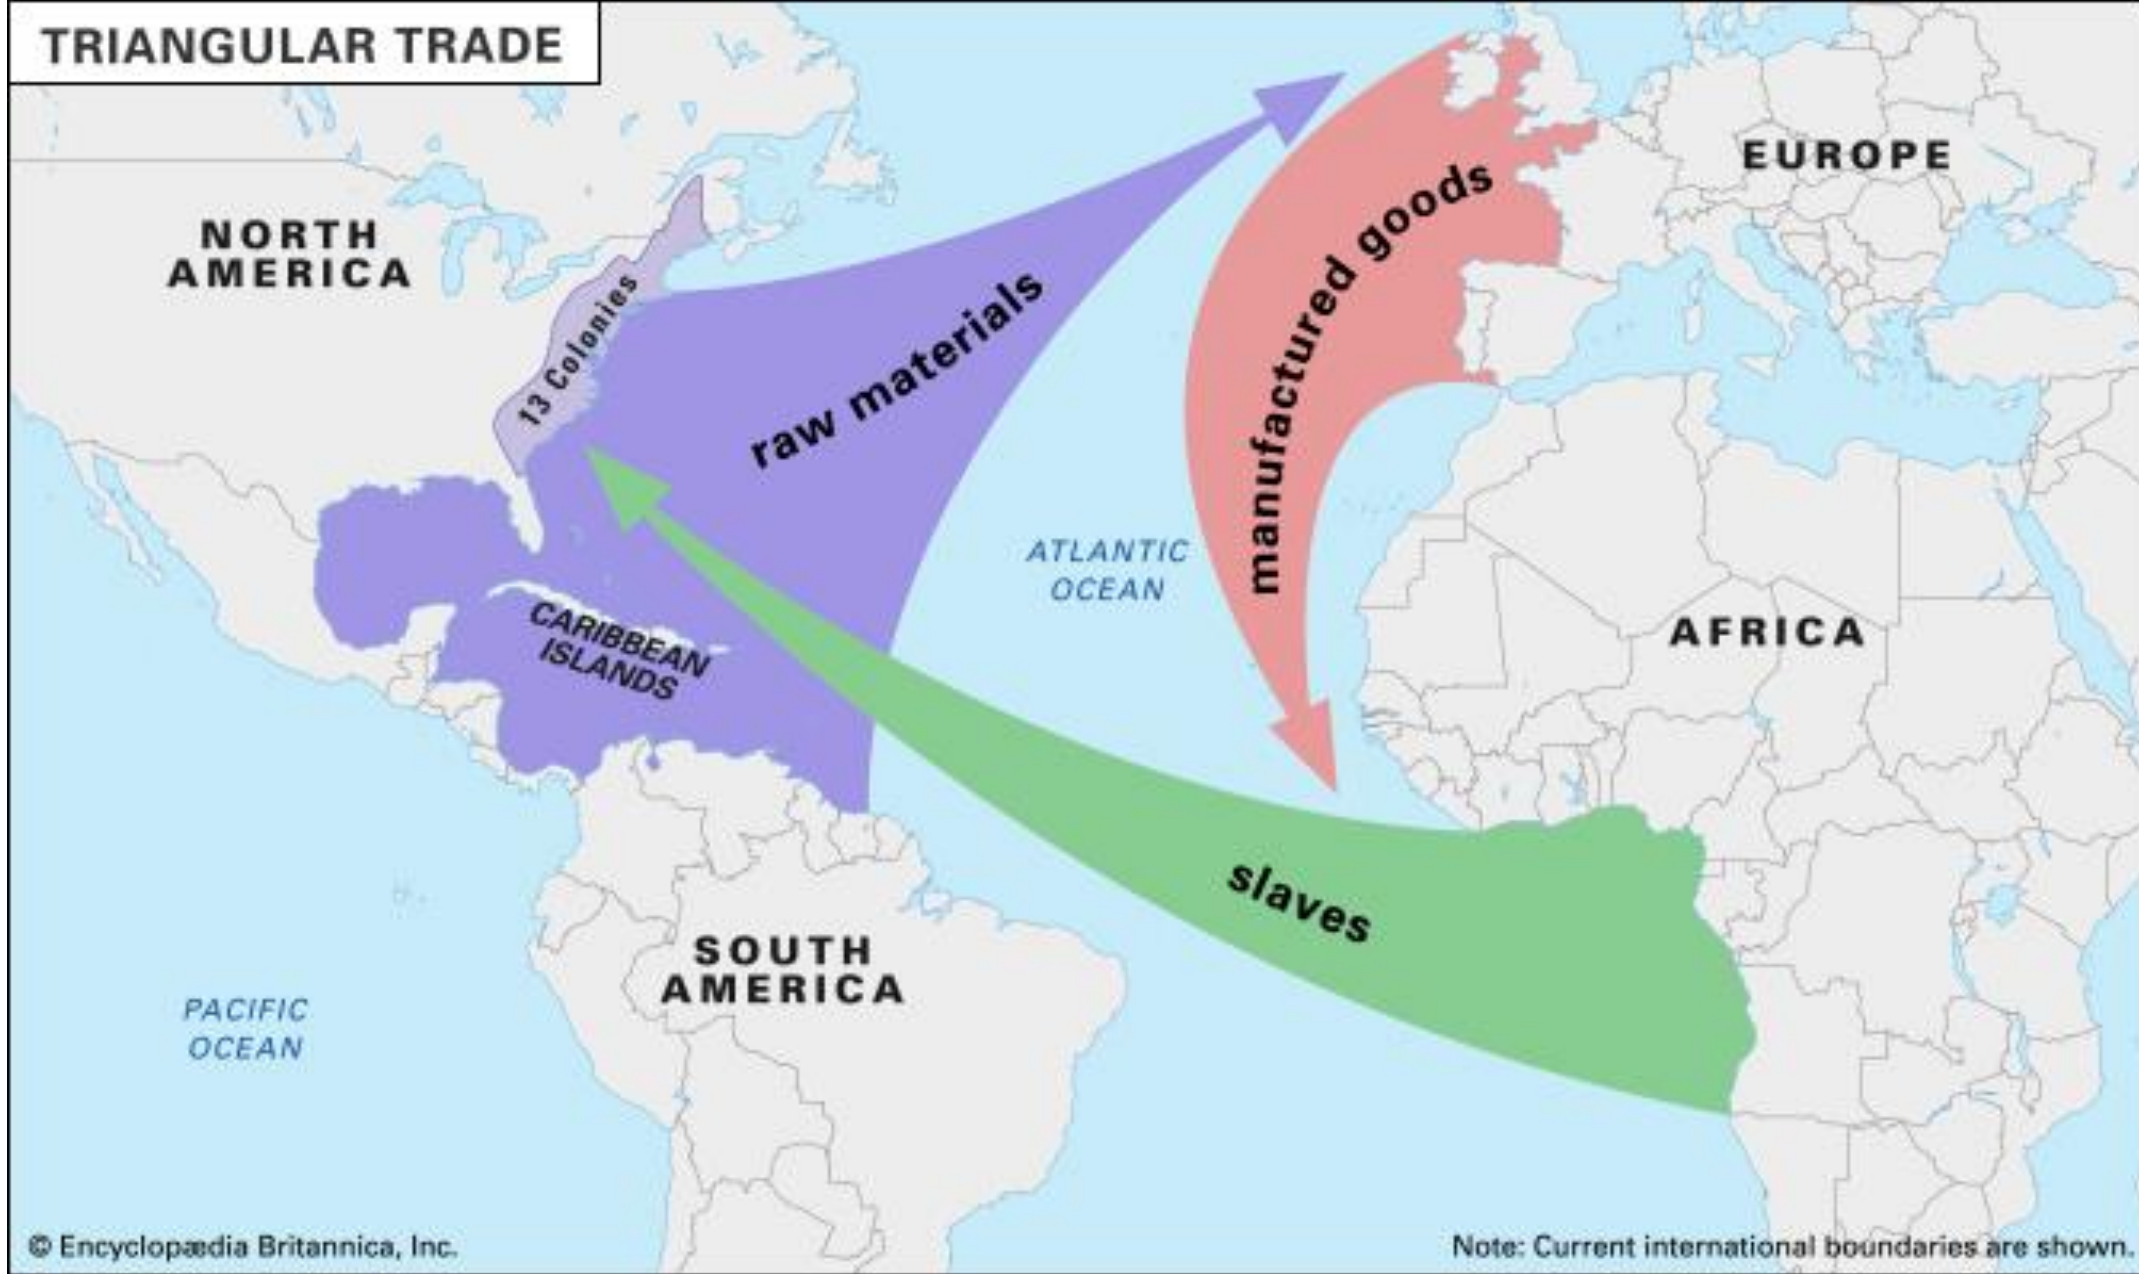 TRIANGULAR TRADE
NORTH
AMERICA
13 Colonies
raw materials
manufactured goods
EUROPE
ATLANTIC
OCEAN
CARIBBEAN
ISLANDS
AFRICA
slaves
SOUTH
AMERICA
PACIFIC
OCEAN
© Encyclopædia Britannica, Inc.
Note: Current international boundaries are shown.